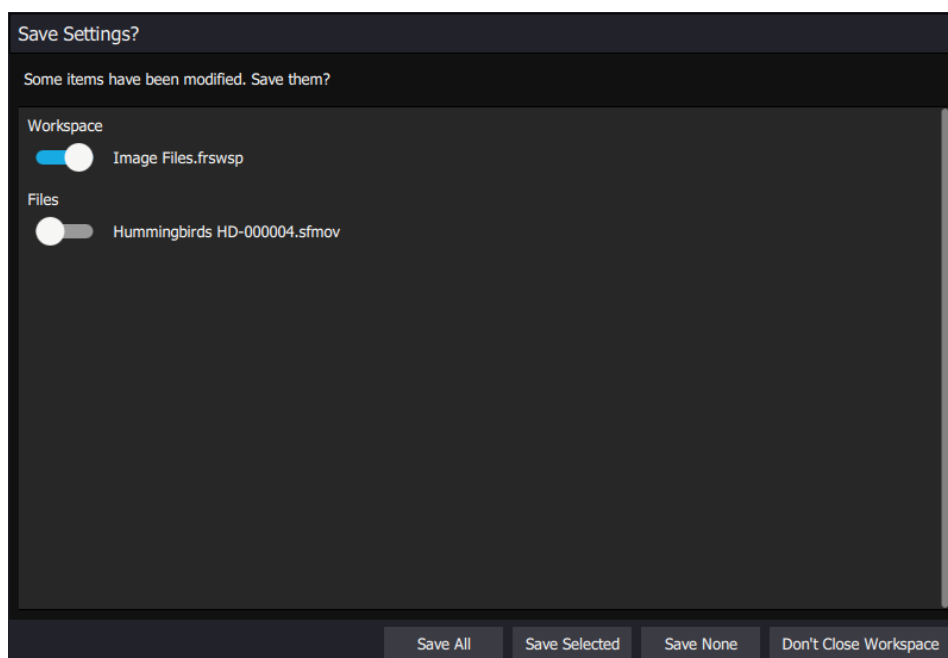 Save Settings?
Some items have been modified. Save them?
Workspace
Image Files.frswsp
Files
Hummingbirds HD-000004.sfmov
Save All Save Selected Save None Don't Close Workspace